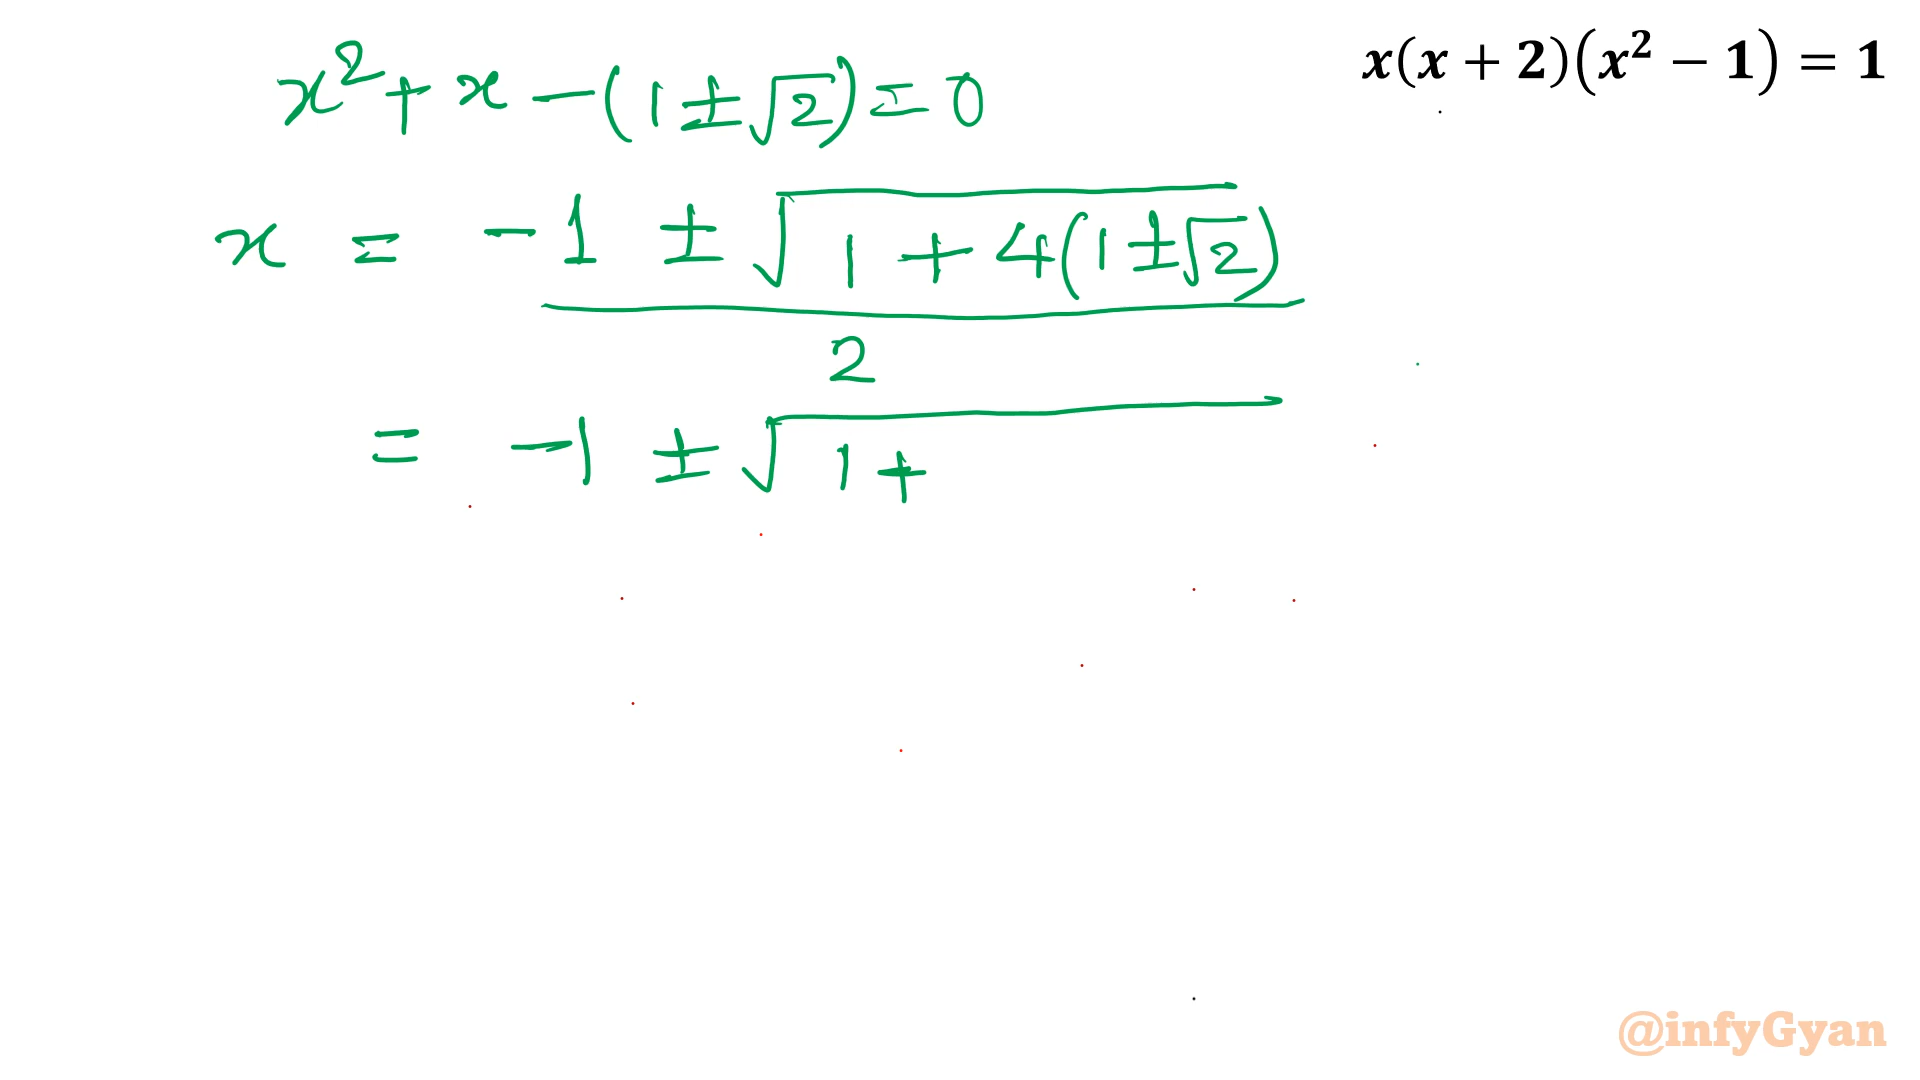 x(x + 2)(x² − 1) = 1
x² + x − (1 ± √2) = 0
x = −1 ± √(1 + 4(1 ± √2))
2
= −1 ± √(1 +
@infyGyan